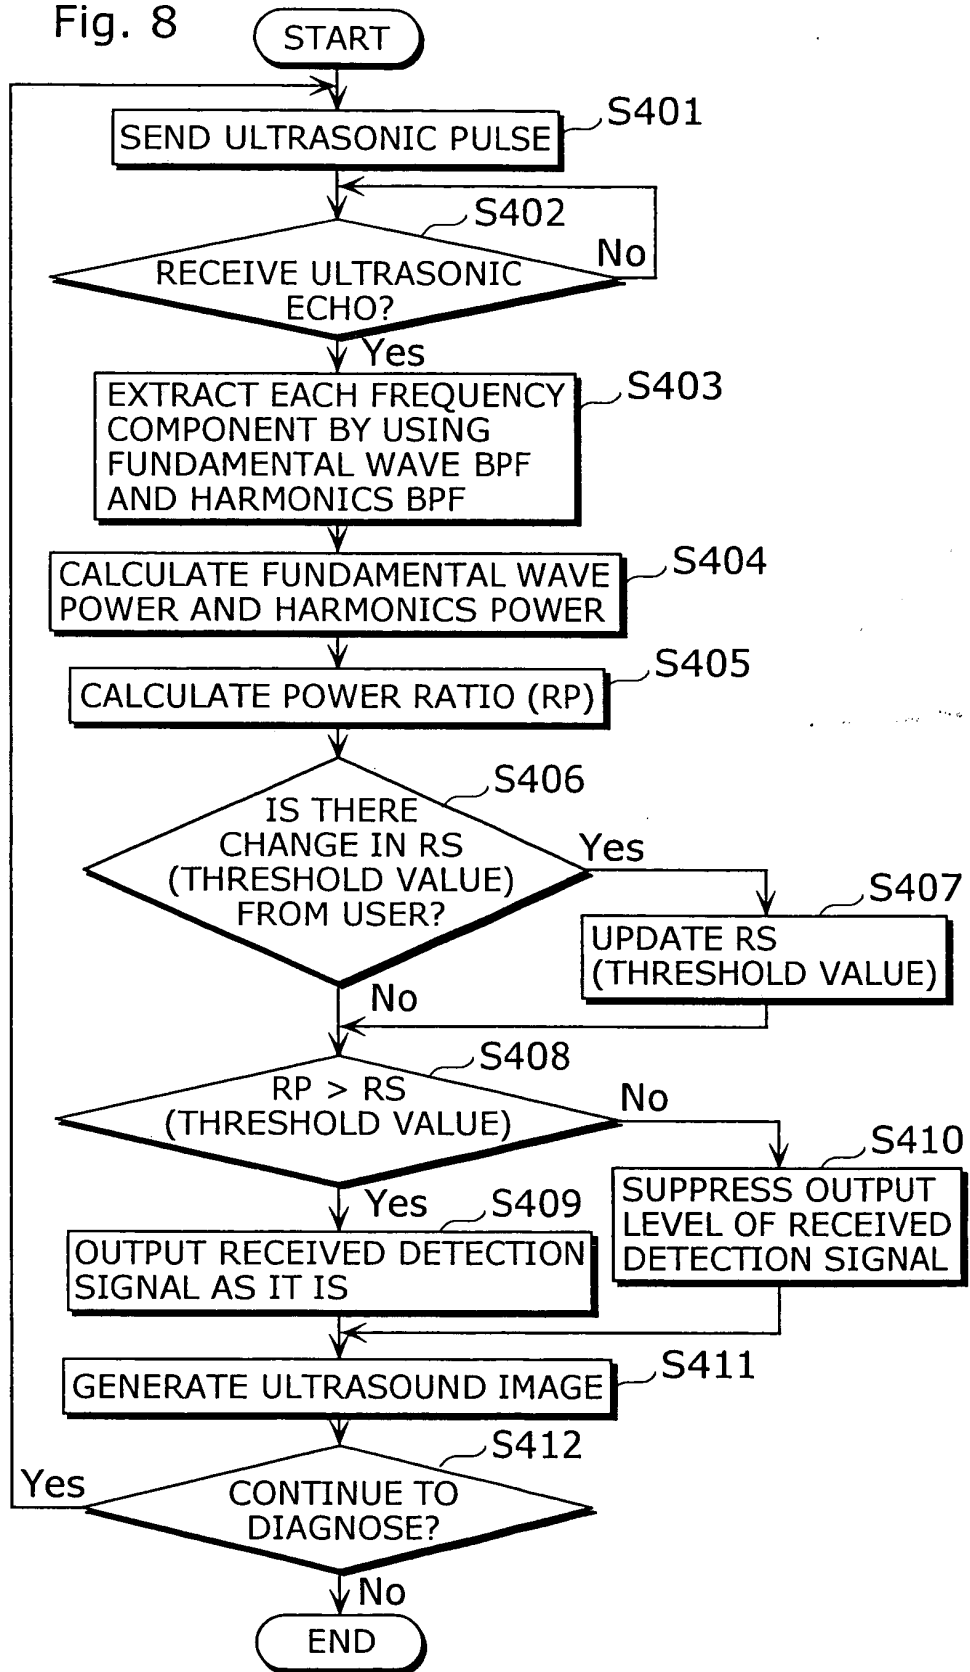 Fig. 8
START
SEND ULTRASONIC PULSE
S401
S402
RECEIVE ULTRASONIC
ECHO?
No
Yes
EXTRACT EACH FREQUENCY
COMPONENT BY USING
FUNDAMENTAL WAVE BPF
AND HARMONICS BPF
S403
CALCULATE FUNDAMENTAL WAVE
POWER AND HARMONICS POWER
S404
CALCULATE POWER RATIO (RP)
S405
S406
IS THERE
CHANGE IN RS
(THRESHOLD VALUE)
FROM USER?
Yes
S407
UPDATE RS
(THRESHOLD VALUE)
No
S408
RP > RS
(THRESHOLD VALUE)
No
S410
SUPPRESS OUTPUT
LEVEL OF RECEIVED
DETECTION SIGNAL
Yes
S409
OUTPUT RECEIVED DETECTION
SIGNAL AS IT IS
GENERATE ULTRASOUND IMAGE
S411
S412
CONTINUE TO
DIAGNOSE?
Yes
No
END